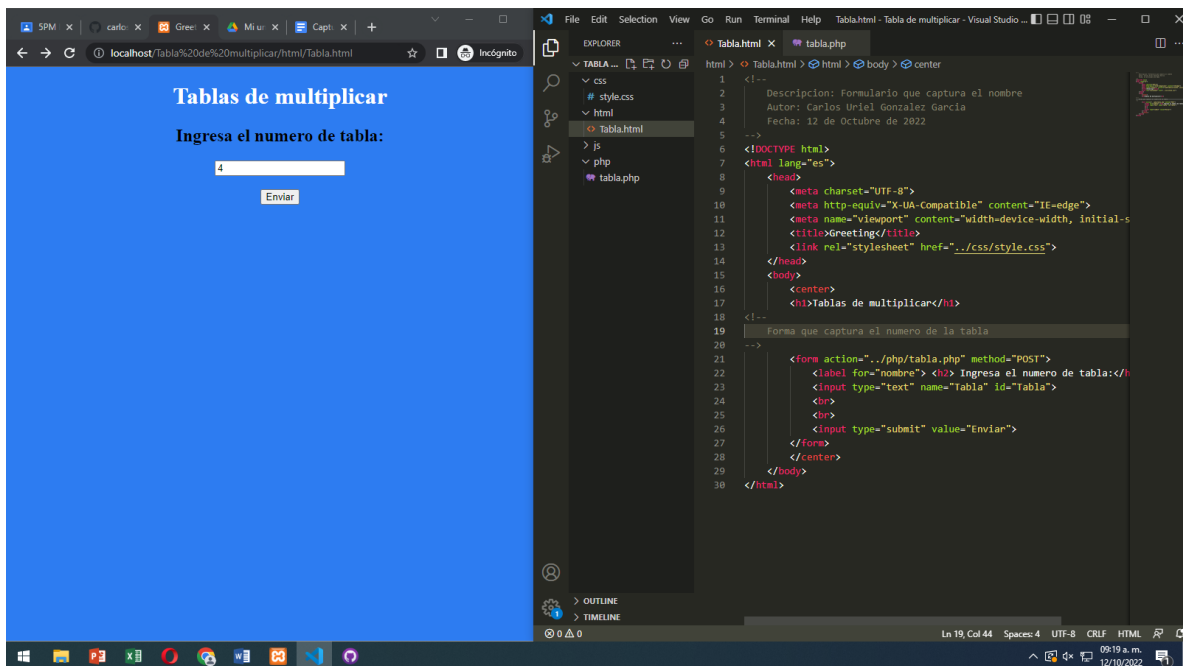 5PM
carlo
Greet
Mi un
Captu
localhost/Tabla%20de%20multiplicar/html/Tabla.html
Incógnito
Tablas de multiplicar
Ingresa el numero de tabla:
4
Enviar
File Edit Selection View Go Run Terminal Help Tabla.html - Tabla de multiplicar - Visual Studio ...
EXPLORER ...
TABLA ...
css
# style.css
html
<> Tabla.html
js
php
tabla.php
OUTLINE
TIMELINE
<> Tabla.html tabla.php
html > <> Tabla.html > html > body > center
1 <!--
2 Descripcion: Formulario que captura el nombre
3 Autor: Carlos Uriel Gonzalez Garcia
4 Fecha: 12 de Octubre de 2022
5 -->
6 <!DOCTYPE html>
7 <html lang="es">
8 <head>
9 <meta charset="UTF-8">
10 <meta http-equiv="X-UA-Compatible" content="IE=edge">
11 <meta name="viewport" content="width=device-width, initial-s
12 <title>Greeting</title>
13 <link rel="stylesheet" href="../css/style.css">
14 </head>
15 <body>
16 <center>
17 <h1>Tablas de multiplicar</h1>
18 <!--
19 Forma que captura el numero de la tabla
20 -->
21 <form action="../php/tabla.php" method="POST">
22 <label for="nombre"> <h2> Ingresa el numero de tabla:</h
23 <input type="text" name="Tabla" id="Tabla">
24 <br>
25 <br>
26 <input type="submit" value="Enviar">
27 </form>
28 </center>
29 </body>
30 </html>
1
0 0
Ln 19, Col 44 Spaces: 4 UTF-8 CRLF HTML
09:19 a. m.
12/10/2022